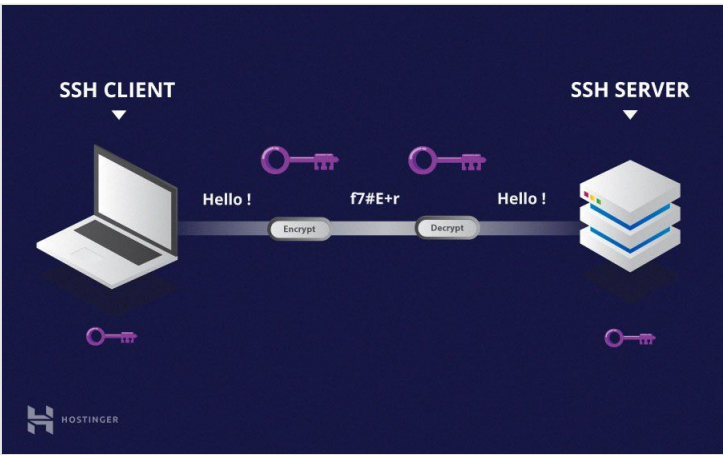 SSH CLIENT
SSH SERVER
Hello !
f7#E+r
Hello !
Encrypt
Decrypt
HOSTINGER